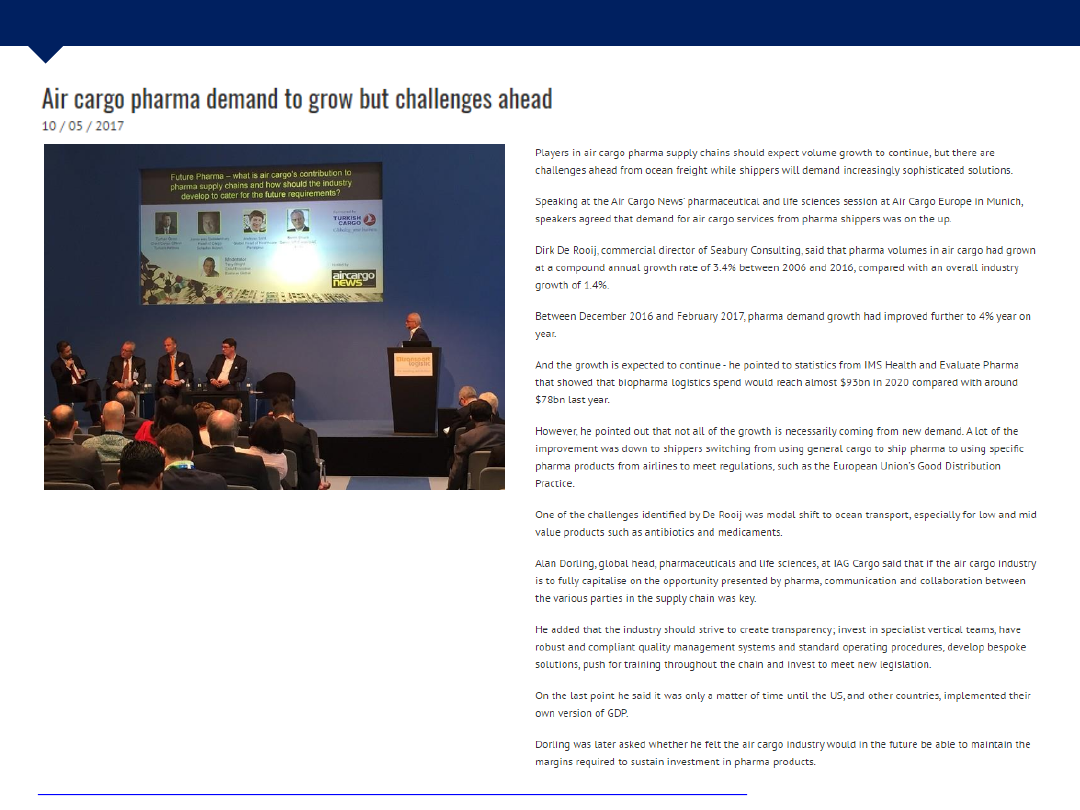 Air cargo pharma demand to grow but challenges ahead
10 / 05 / 2017
Future Pharma – what is air cargo's contribution to
pharma supply chains and how should the industry
develop to cater for the future requirements?
TURKISH
CARGO
Moderator
aircargo
news
Players in air cargo pharma supply chains should expect volume growth to continue, but there are
challenges ahead from ocean freight while shippers will demand increasingly sophisticated solutions.
Speaking at the Air Cargo News' pharmaceutical and life sciences session at Air Cargo Europe in Munich,
speakers agreed that demand for air cargo services from pharma shippers was on the up.
Dirk De Rooij, commercial director of Seabury Consulting, said that pharma volumes in air cargo had grown
at a compound annual growth rate of 3.4% between 2006 and 2016, compared with an overall industry
growth of 1.4%.
Between December 2016 and February 2017, pharma demand growth had improved further to 4% year on
year.
And the growth is expected to continue - he pointed to statistics from IMS Health and Evaluate Pharma
that showed that biopharma logistics spend would reach almost $93bn in 2020 compared with around
$78bn last year.
However, he pointed out that not all of the growth is necessarily coming from new demand. A lot of the
improvement was down to shippers switching from using general cargo to ship pharma to using specific
pharma products from airlines to meet regulations, such as the European Union's Good Distribution
Practice.
One of the challenges identified by De Rooij was modal shift to ocean transport, especially for low and mid
value products such as antibiotics and medicaments.
Alan Dorling, global head, pharmaceuticals and life sciences, at IAG Cargo said that if the air cargo industry
is to fully capitalise on the opportunity presented by pharma, communication and collaboration between
the various parties in the supply chain was key.
He added that the industry should strive to create transparency; invest in specialist vertical teams, have
robust and compliant quality management systems and standard operating procedures, develop bespoke
solutions, push for training throughout the chain and invest to meet new legislation.
On the last point he said it was only a matter of time until the US, and other countries, implemented their
own version of GDP.
Dorling was later asked whether he felt the air cargo industry would in the future be able to maintain the
margins required to sustain investment in pharma products.